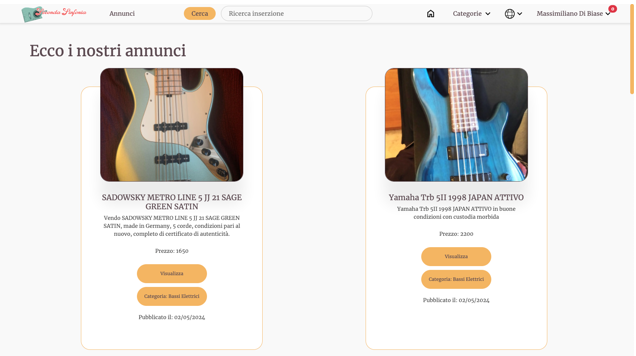 Mondo Sinfonico
Annunci
Cerca
Ricerca inserzione
Categorie
Massimiliano Di Biase
0
Ecco i nostri annunci
SADOWSKY METRO LINE 5 JJ 21 SAGE
GREEN SATIN
Vendo SADOWSKY METRO LINE 5 JJ 21 SAGE GREEN
SATIN, made in Germany, 5 corde, condizioni pari al
nuovo, completo di certificato di autenticità.
Prezzo: 1650
Visualizza
Categoria: Bassi Elettrici
Pubblicato il: 02/05/2024
Yamaha Trb 5II 1998 JAPAN ATTIVO
Yamaha Trb 5II 1998 JAPAN ATTIVO in buone
condizioni con custodia morbida
Prezzo: 2200
Visualizza
Categoria: Bassi Elettrici
Pubblicato il: 02/05/2024